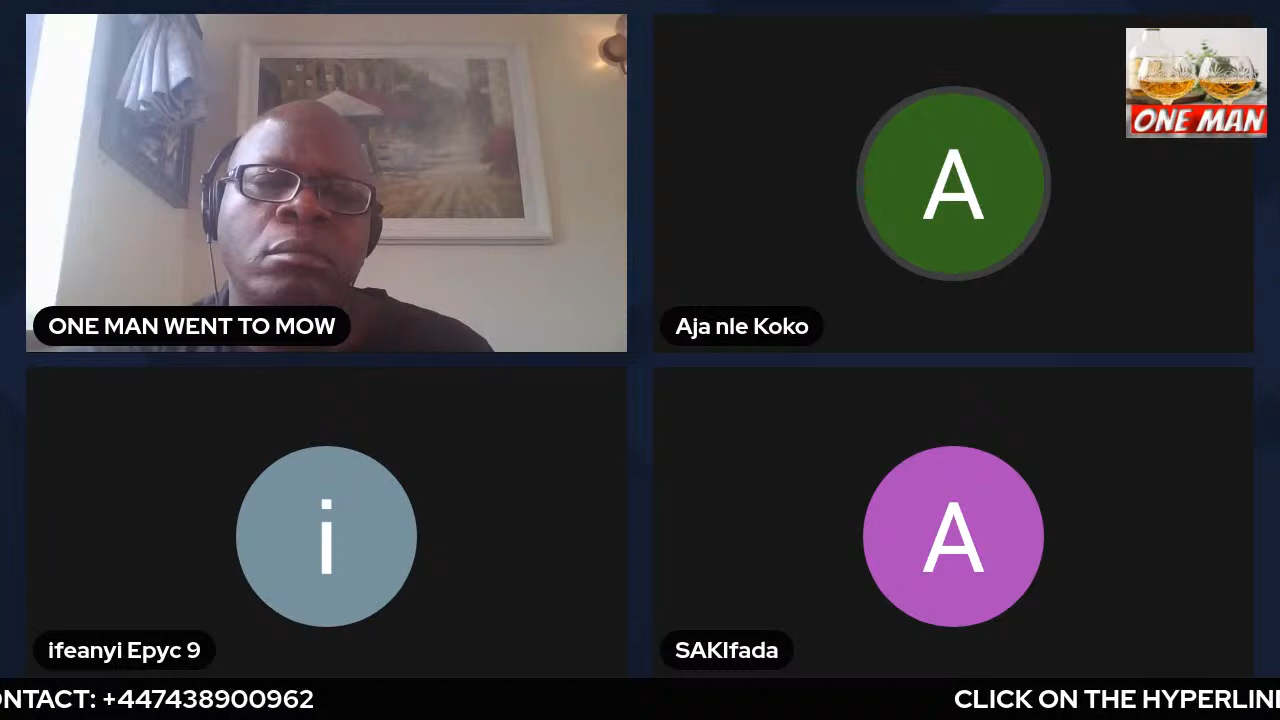 ONE MAN
A
ONE MAN WENT TO MOW
Aja nle Koko
i
A
ifeanyi Epyc 9
SAKIfada
ONTACT: +447438900962
CLICK ON THE HYPERLINK